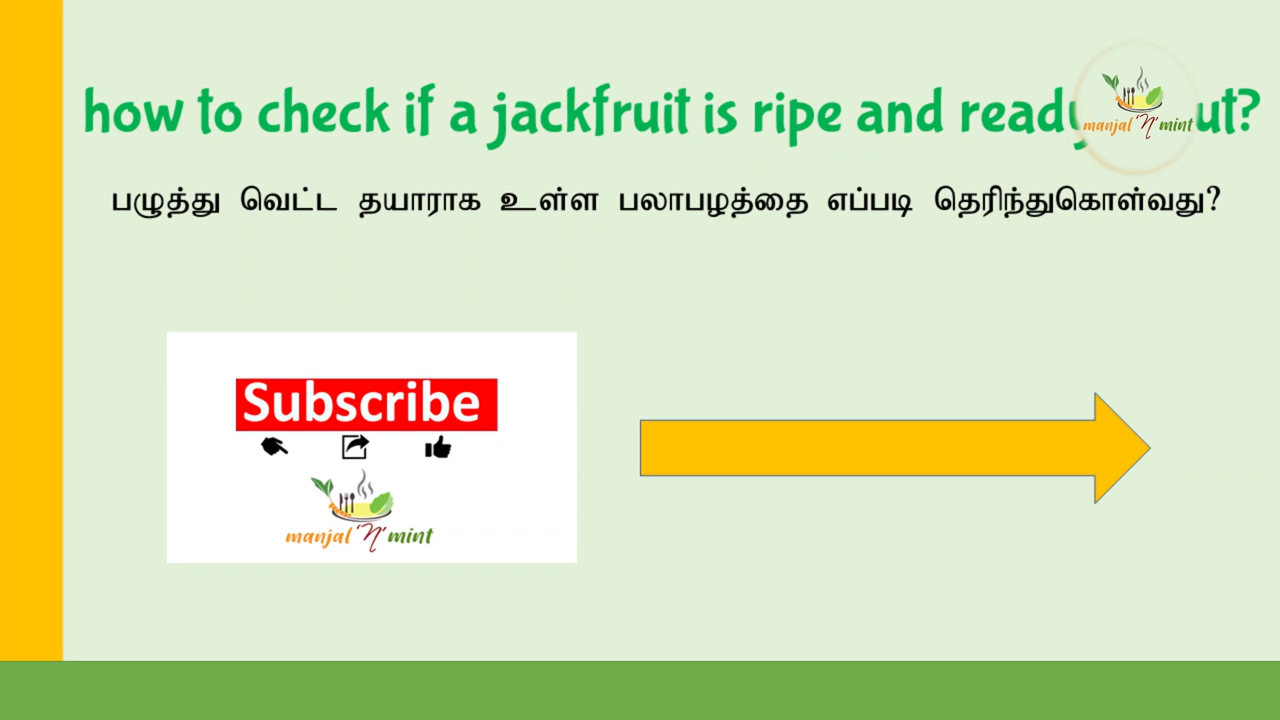 how to check if a jackfruit is ripe and ready ut?
manjal 'n' mint
பழுத்து வெட்ட தயாராக உள்ள பலாபழத்தை எப்படி தெரிந்துகொள்வது?
Subscribe
manjal 'n' mint